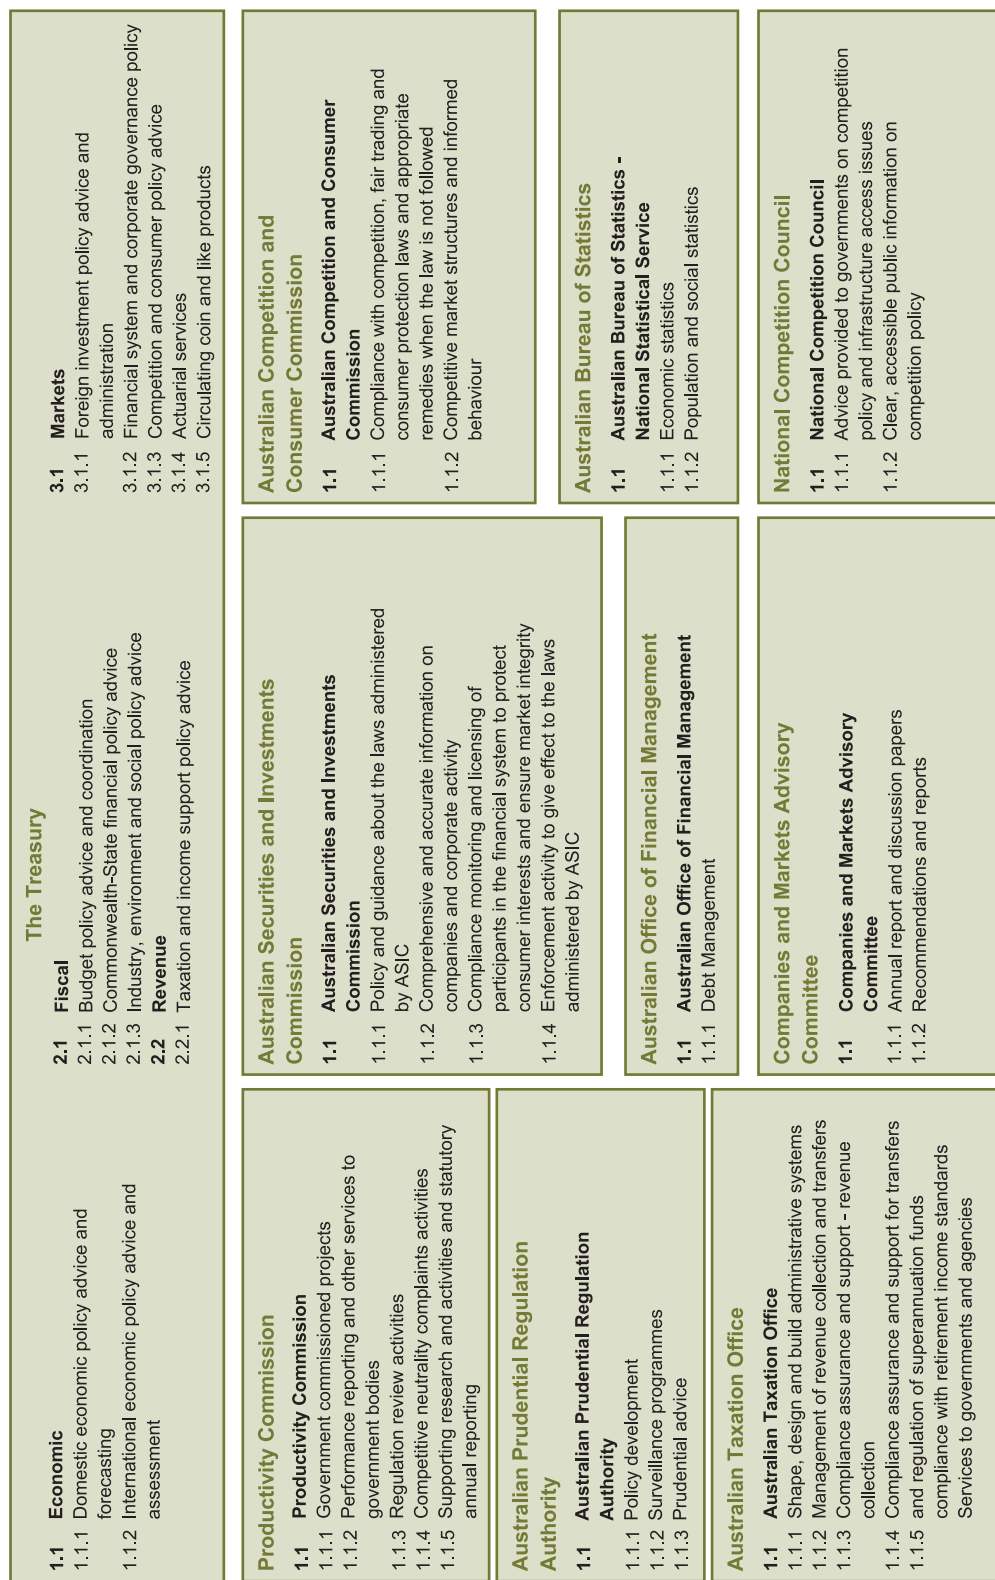 The Treasury
1.1 Economic
1.1.1 Domestic economic policy advice and
forecasting
1.1.2 International economic policy advice and
assessment
2.1 Fiscal
2.1.1 Budget policy advice and coordination
2.1.2 Commonwealth-State financial policy advice
2.1.3 Industry, environment and social policy advice
2.2 Revenue
2.2.1 Taxation and income support policy advice
3.1 Markets
3.1.1 Foreign investment policy advice and
administration
3.1.2 Financial system and corporate governance policy
3.1.3 Competition and consumer policy advice
3.1.4 Actuarial services
3.1.5 Circulating coin and like products
Productivity Commission
1.1 Productivity Commission
1.1.1 Government commissioned projects
1.1.2 Performance reporting and other services to
government bodies
1.1.3 Regulation review activities
1.1.4 Competitive neutrality complaints activities
1.1.5 Supporting research and activities and statutory
annual reporting
Australian Securities and Investments
Commission
1.1 Australian Securities and Investments
Commission
1.1.1 Policy and guidance about the laws administered
by ASIC
1.1.2 Comprehensive and accurate information on
companies and corporate activity
1.1.3 Compliance monitoring and licensing of
participants in the financial system to protect
consumer interests and ensure market integrity
1.1.4 Enforcement activity to give effect to the laws
administered by ASIC
Australian Competition and
Consumer Commission
1.1 Australian Competition and Consumer
Commission
1.1.1 Compliance with competition, fair trading and
consumer protection laws and appropriate
remedies when the law is not followed
1.1.2 Competitive market structures and informed
behaviour
Australian Prudential Regulation
Authority
1.1 Australian Prudential Regulation
Authority
1.1.1 Policy development
1.1.2 Surveillance programmes
1.1.3 Prudential advice
Australian Office of Financial Management
1.1 Australian Office of Financial Management
1.1.1 Debt Management
Australian Bureau of Statistics
1.1 Australian Bureau of Statistics -
National Statistical Service
1.1.1 Economic statistics
1.1.2 Population and social statistics
Australian Taxation Office
1.1 Australian Taxation Office
1.1.1 Shape, design and build administrative systems
1.1.2 Management of revenue collection and transfers
1.1.3 Compliance assurance and support - revenue
collection
1.1.4 Compliance assurance and support for transfers
1.1.5 and regulation of superannuation funds
compliance with retirement income standards
Services to governments and agencies
Companies and Markets Advisory
Committee
1.1 Companies and Markets Advisory
Committee
1.1.1 Annual report and discussion papers
1.1.2 Recommendations and reports
National Competition Council
1.1 National Competition Council
1.1.1 Advice provided to governments on competition
policy and infrastructure access issues
1.1.2 Clear, accessible public information on
competition policy